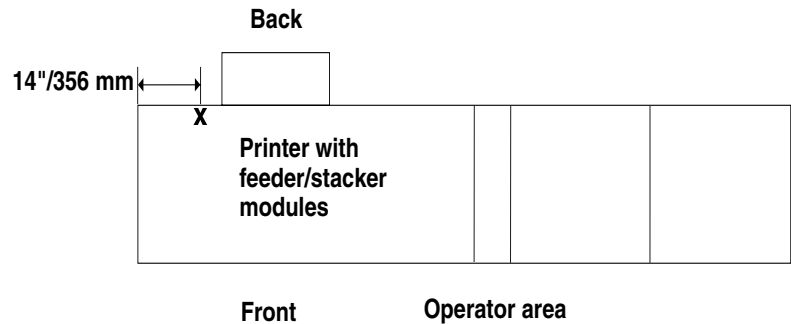 Back
14"/356 mm
X
Printer with
feeder/stacker
modules
Front
Operator area